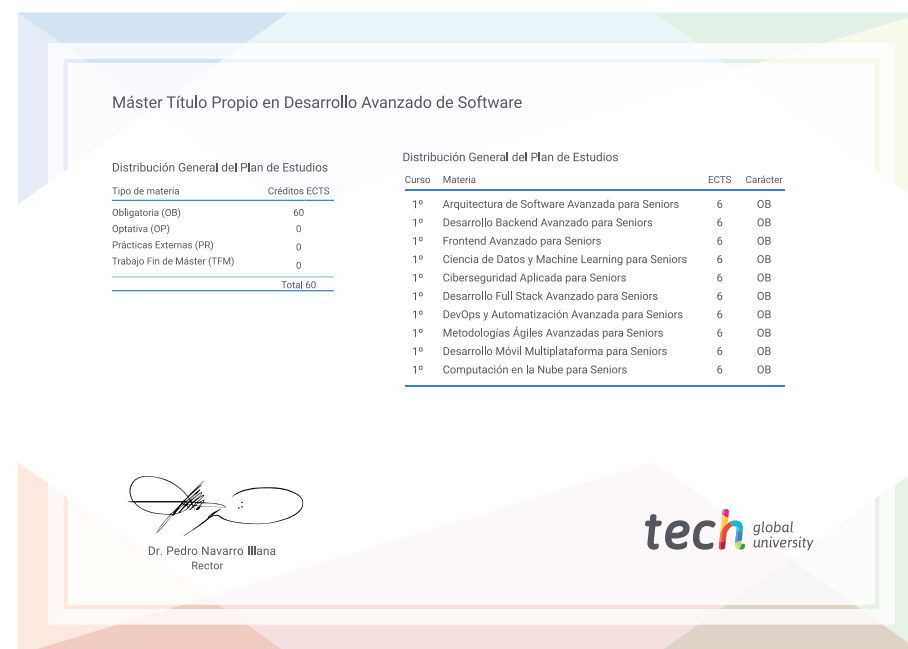 Máster Título Propio en Desarrollo Avanzado de Software
Distribución General del Plan de Estudios
Tipo de materia Créditos ECTS
Obligatoria (OB) 60
Optativa (OP) 0
Prácticas Externas (PR) 0
Trabajo Fin de Máster (TFM) 0
Total 60
Distribución General del Plan de Estudios
Curso Materia ECTS Carácter
1º Arquitectura de Software Avanzada para Seniors 6 OB
1º Desarrollo Backend Avanzado para Seniors 6 OB
1º Frontend Avanzado para Seniors 6 OB
1º Ciencia de Datos y Machine Learning para Seniors 6 OB
1º Ciberseguridad Aplicada para Seniors 6 OB
1º Desarrollo Full Stack Avanzado para Seniors 6 OB
1º DevOps y Automatización Avanzada para Seniors 6 OB
1º Metodologías Ágiles Avanzadas para Seniors 6 OB
1º Desarrollo Móvil Multiplataforma para Seniors 6 OB
1º Computación en la Nube para Seniors 6 OB
Dr. Pedro Navarro Illana
Rector
tech global
university